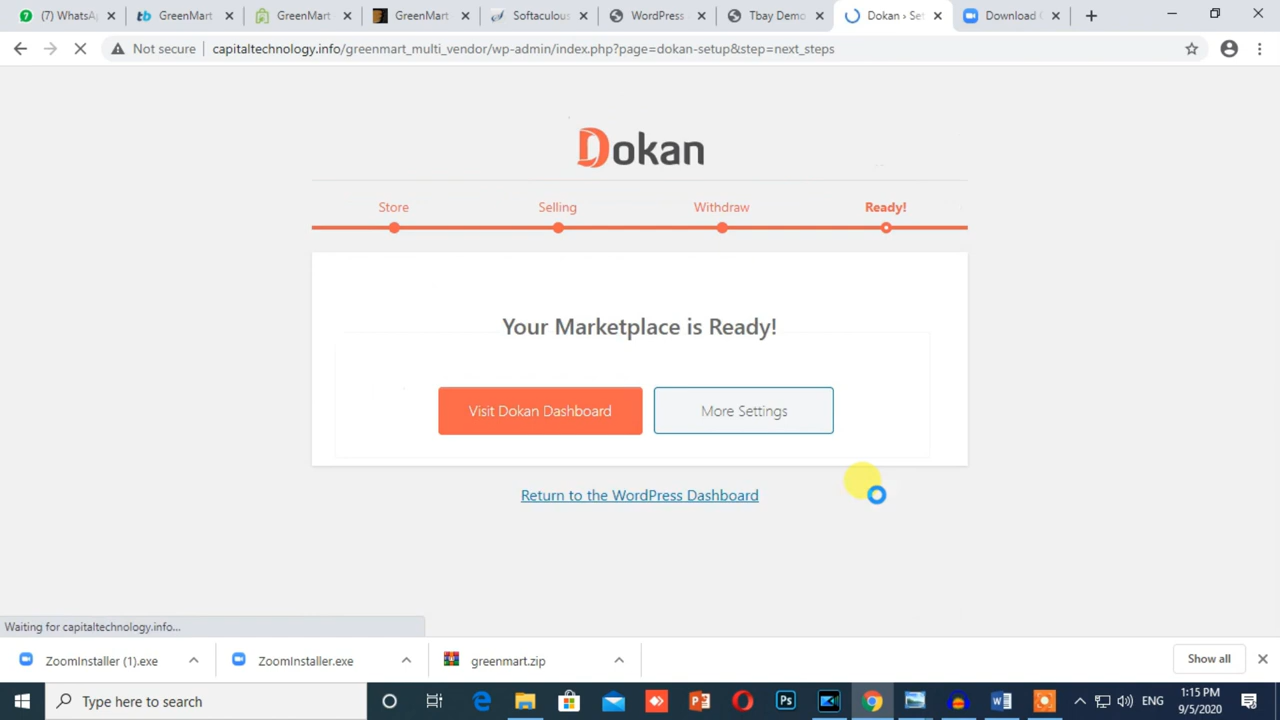 (7) WhatsA
GreenMart
GreenMart
GreenMart
Softaculous
WordPress
Tbay Demo
Dokan › Se
Download
Not secure
capitaltechnology.info/greenmart_multi_vendor/wp-admin/index.php?page=dokan-setup&step=next_steps
Dokan
Store
Selling
Withdraw
Ready!
Your Marketplace is Ready!
Visit Dokan Dashboard
More Settings
Return to the WordPress Dashboard
Waiting for capitaltechnology.info...
ZoomInstaller (1).exe
ZoomInstaller.exe
greenmart.zip
Show all
Type here to search
ENG
1:15 PM
9/5/2020